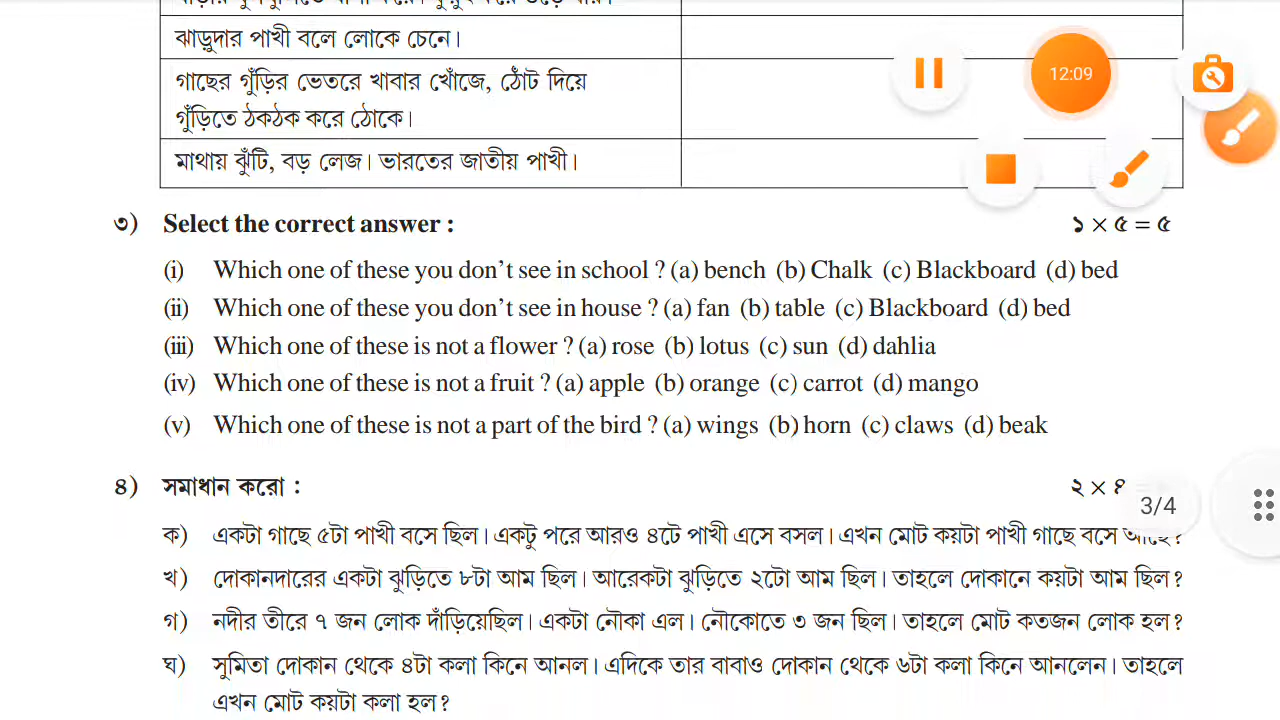 ঝাড়ুদার পাখী বলে লোকে চেনে।
গাছের গুঁড়ির ভেতরে খাবার খোঁজে, ঠোঁট দিয়ে
গুঁড়িতে ঠকঠক করে ঠোকে।
মাথায় ঝুঁটি, বড় লেজ। ভারতের জাতীয় পাখী।
12:09
৩) Select the correct answer : ১ × ৫ = ৫
(i) Which one of these you don't see in school ? (a) bench (b) Chalk (c) Blackboard (d) bed
(ii) Which one of these you don't see in house ? (a) fan (b) table (c) Blackboard (d) bed
(iii) Which one of these is not a flower ? (a) rose (b) lotus (c) sun (d) dahlia
(iv) Which one of these is not a fruit ? (a) apple (b) orange (c) carrot (d) mango
(v) Which one of these is not a part of the bird ? (a) wings (b) horn (c) claws (d) beak
৪) সমাধান করো : ২ × ৪ =
3/4
ক) একটা গাছে ৫টা পাখী বসে ছিল। একটু পরে আরও ৪টে পাখী এসে বসল। এখন মোট কয়টা পাখী গাছে বসে আছে?
খ) দোকানদারের একটা ঝুড়িতে ৮টা আম ছিল। আরেকটা ঝুড়িতে ২টো আম ছিল। তাহলে দোকানে কয়টা আম ছিল?
গ) নদীর তীরে ৭ জন লোক দাঁড়িয়েছিল। একটা নৌকা এল। নৌকোতে ৩ জন ছিল। তাহলে মোট কতজন লোক হল?
ঘ) সুমিতা দোকান থেকে ৪টা কলা কিনে আনল। এদিকে তার বাবাও দোকান থেকে ৬টা কলা কিনে আনলেন। তাহলে
এখন মোট কয়টা কলা হল?